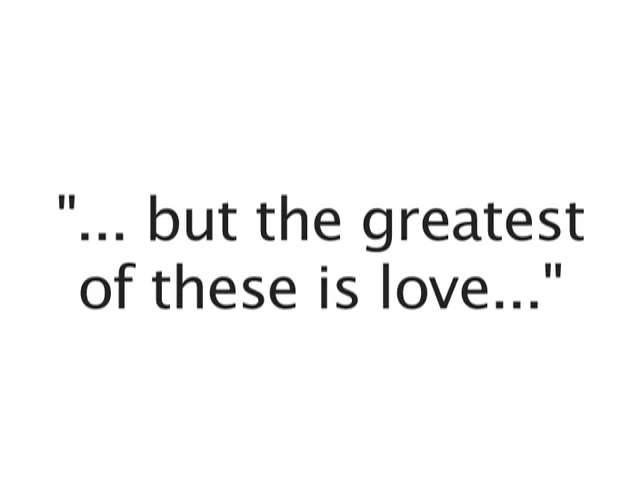 "... but the greatest
of these is love..."